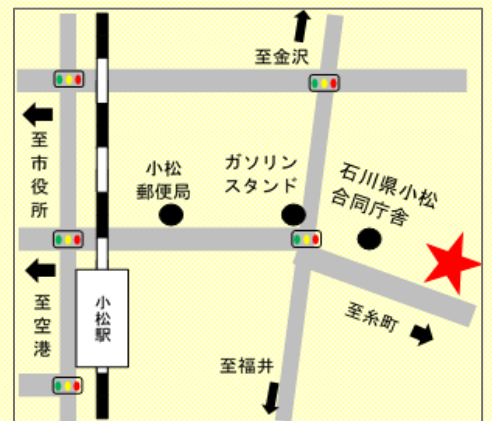 至金沢
至市役所
小松
郵便局
ガソリン
スタンド
石川県小松
合同庁舎
至空港
小松駅
至糸町
至福井